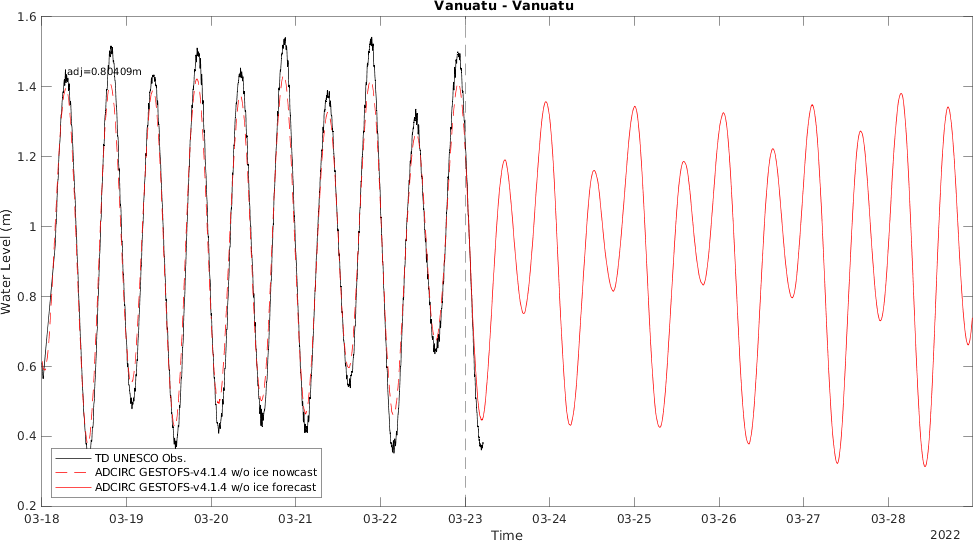 Vanuatu - Vanuatu
1.6
1.4
1.2
1
0.8
0.6
0.4
0.2
Water Level (m)
adj=0.80409m
TD UNESCO Obs.
ADCIRC GESTOFS-v4.1.4 w/o ice nowcast
ADCIRC GESTOFS-v4.1.4 w/o ice forecast
03-18 03-19 03-20 03-21 03-22 03-23 03-24 03-25 03-26 03-27 03-28
Time
2022